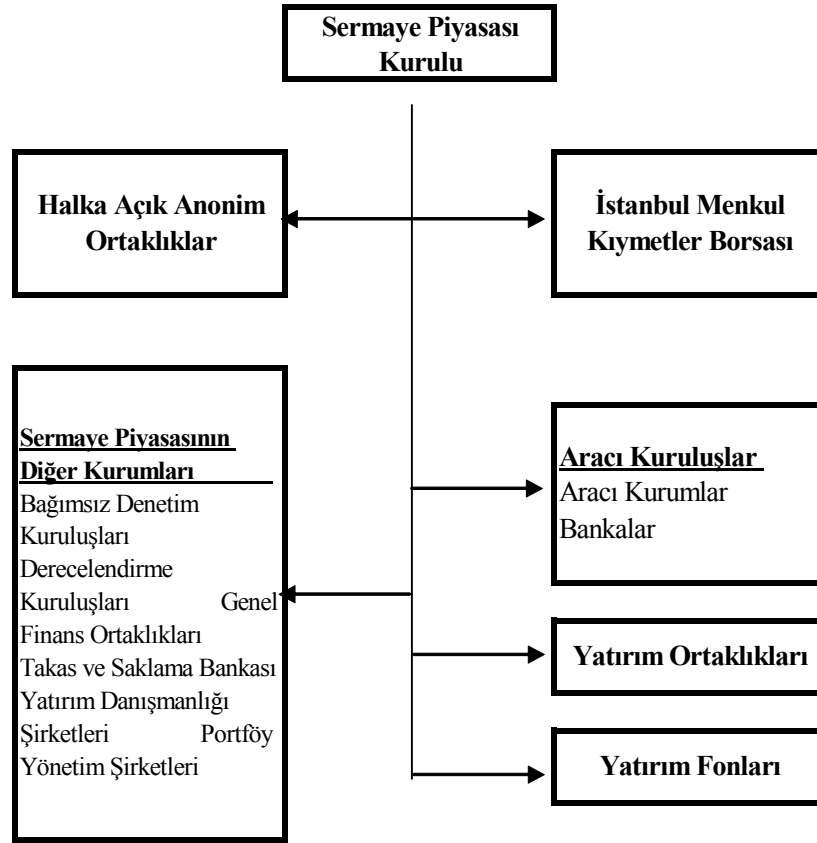 Sermaye Piyasası
Kurulu
Halka Açık Anonim
Ortaklıklar
İstanbul Menkul
Kıymetler Borsası
Sermaye Piyasasının
Diğer Kurumları
Bağımsız Denetim
Kuruluşları
Derecelendirme
Kuruluşları Genel
Finans Ortaklıkları
Takas ve Saklama Bankası
Yatırım Danışmanlığı
Şirketleri Portföy
Yönetim Şirketleri
Aracı Kuruluşlar
Aracı Kurumlar
Bankalar
Yatırım Ortaklıkları
Yatırım Fonları